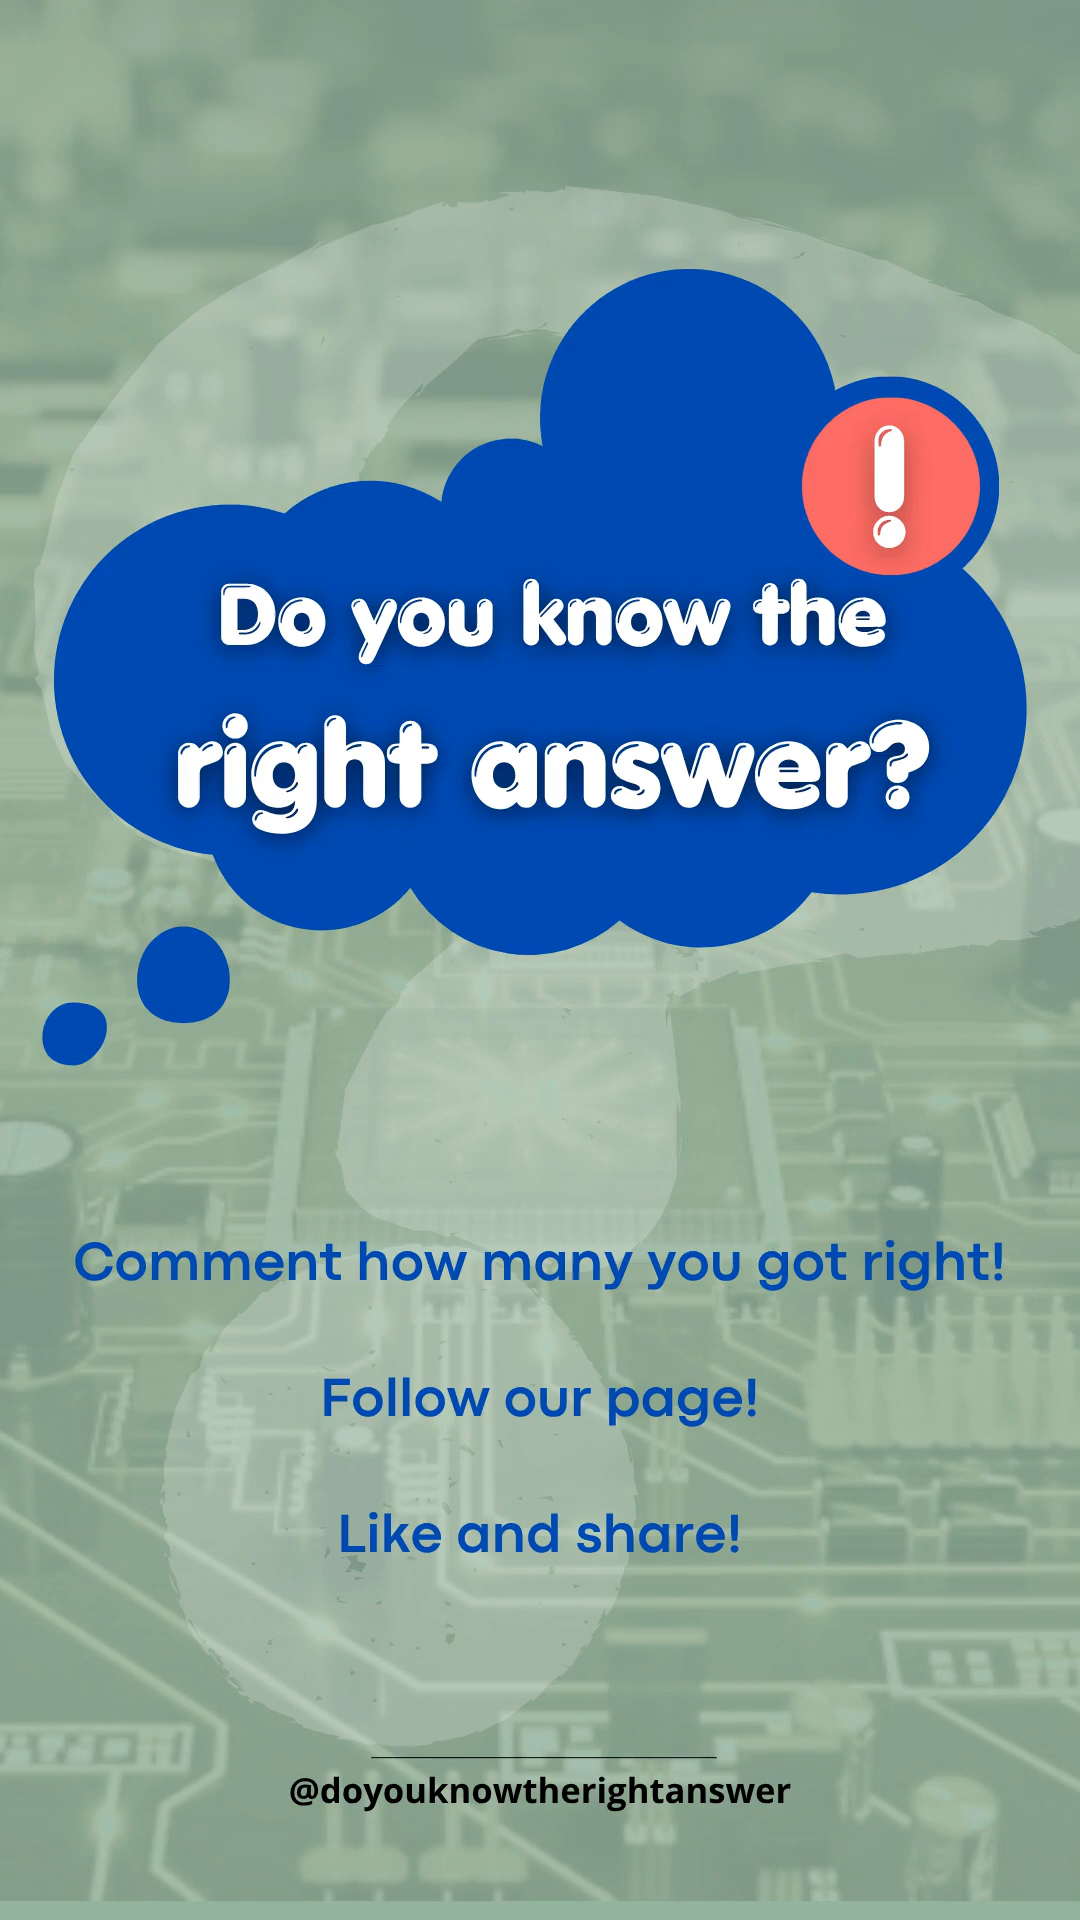 !
Do you know the
right answer?
Comment how many you got right!
Follow our page!
Like and share!
@doyouknowtherightanswer